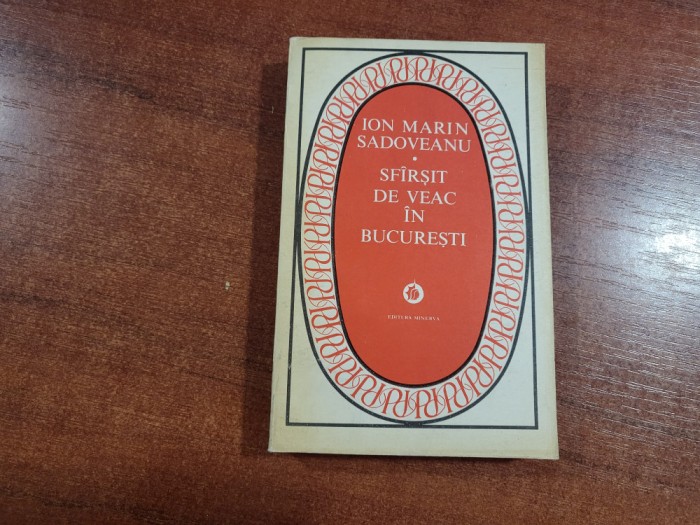 ION MARIN
SADOVEANU
•
SFÎRȘIT
DE VEAC
ÎN
BUCUREȘTI
EDITURA MINERVA